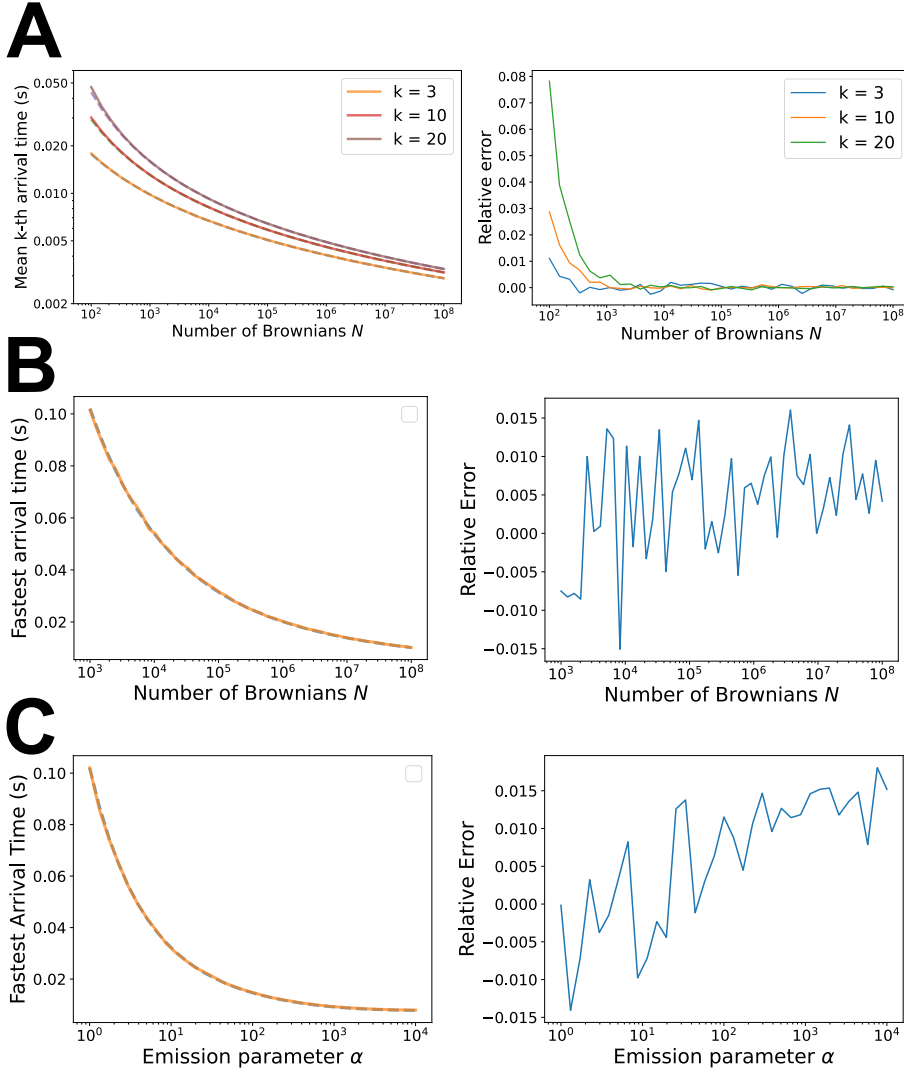 A
Mean k-th arrival time (s)
0.050
0.020
0.010
0.005
0.002
k = 3
k = 10
k = 20
10² 10³ 10⁴ 10⁵ 10⁶ 10⁷ 10⁸
Number of Brownians N
Relative error
0.08
0.07
0.06
0.05
0.04
0.03
0.02
0.01
0.00
k = 3
k = 10
k = 20
10² 10³ 10⁴ 10⁵ 10⁶ 10⁷ 10⁸
Number of Brownians N
B
Fastest arrival time (s)
0.10
0.08
0.06
0.04
0.02
10³ 10⁴ 10⁵ 10⁶ 10⁷ 10⁸
Number of Brownians N
Relative Error
0.015
0.010
0.005
0.000
−0.005
−0.010
−0.015
10³ 10⁴ 10⁵ 10⁶ 10⁷ 10⁸
Number of Brownians N
C
Fastest Arrival Time (s)
0.10
0.08
0.06
0.04
0.02
10⁰ 10¹ 10² 10³ 10⁴
Emission parameter α
Relative Error
0.015
0.010
0.005
0.000
−0.005
−0.010
−0.015
10⁰ 10¹ 10² 10³ 10⁴
Emission parameter α